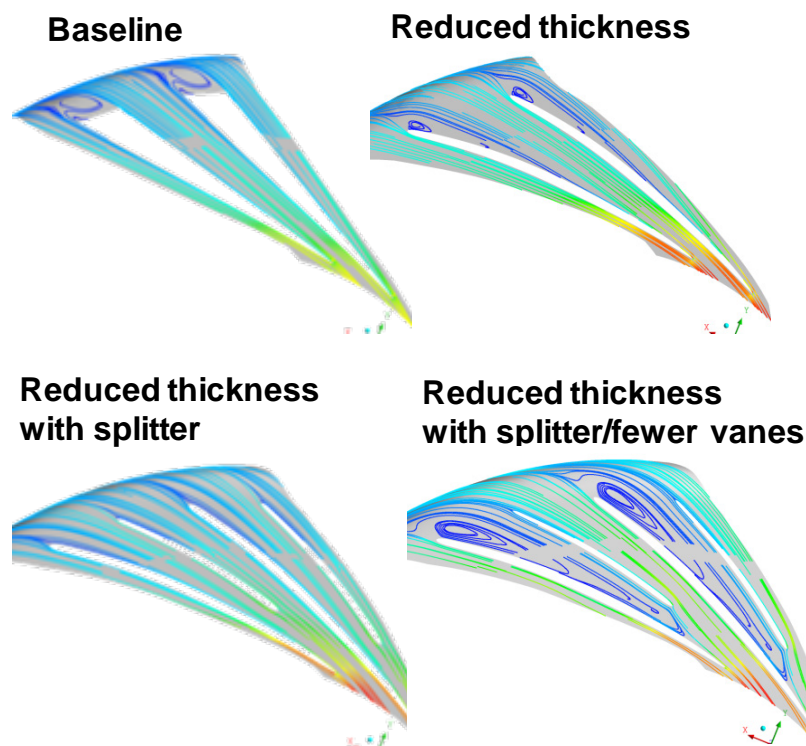 Baseline
Reduced thickness
Reduced thickness
with splitter
Reduced thickness
with splitter/fewer vanes
X
Y
X
Y